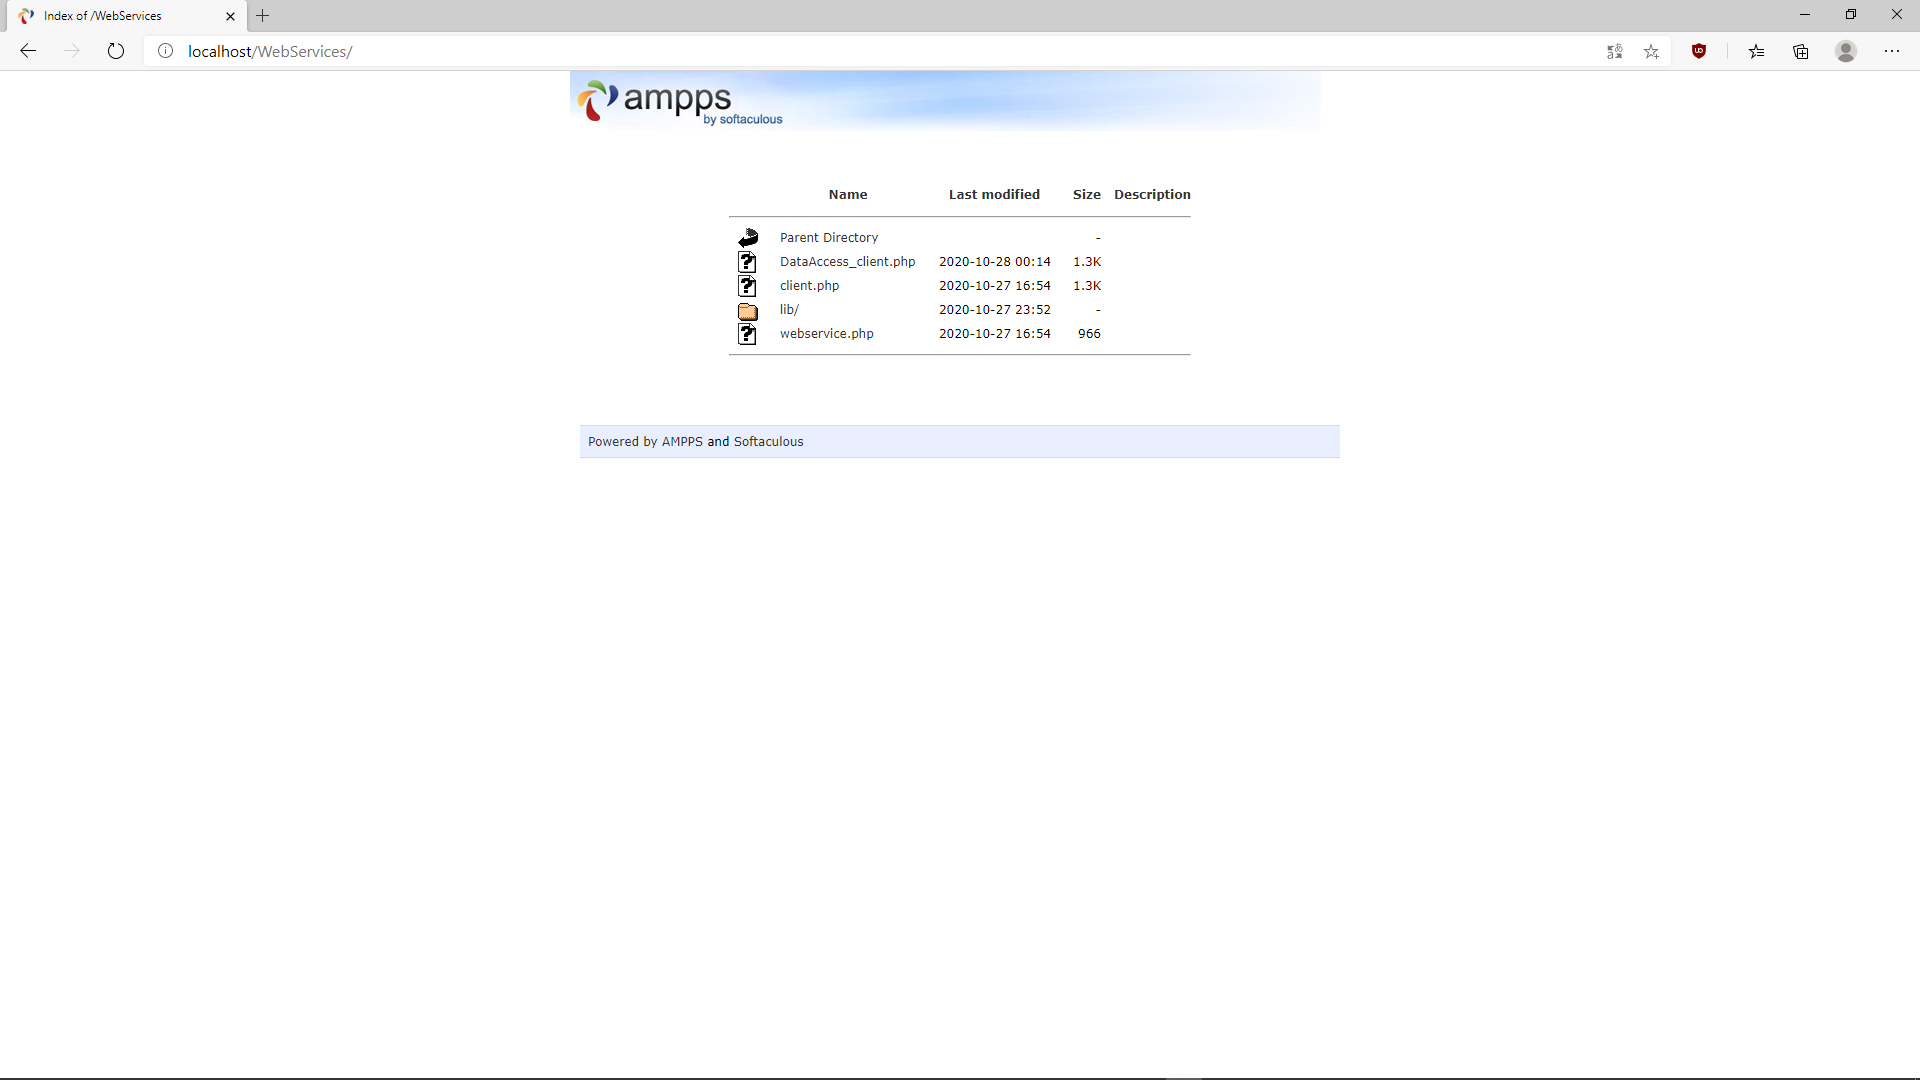 Index of /WebServices
localhost/WebServices/
ampps
by softaculous
Name Last modified Size Description
Parent Directory -
DataAccess_client.php 2020-10-28 00:14 1.3K
client.php 2020-10-27 16:54 1.3K
lib/ 2020-10-27 23:52 -
webservice.php 2020-10-27 16:54 966
Powered by AMPPS and Softaculous